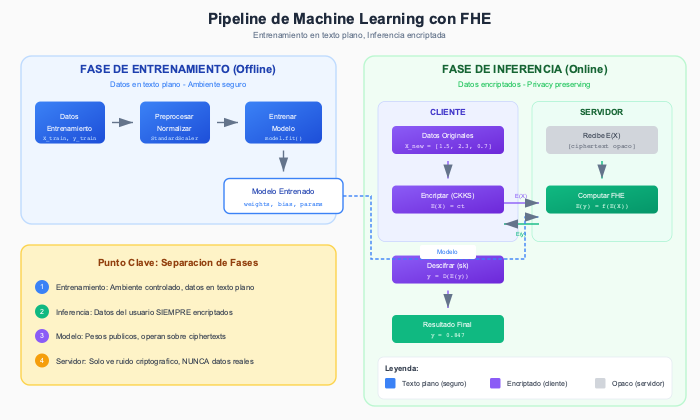 Pipeline de Machine Learning con FHE
Entrenamiento en texto plano, Inferencia encriptada
FASE DE ENTRENAMIENTO (Offline)
Datos en texto plano - Ambiente seguro
Datos
Entrenamiento
X_train, y_train
Preprocesar
Normalizar
StandardScaler
Entrenar
Modelo
model.fit()
Modelo Entrenado
weights, bias, params
Punto Clave: Separacion de Fases
1 Entrenamiento: Ambiente controlado, datos en texto plano
2 Inferencia: Datos del usuario SIEMPRE encriptados
3 Modelo: Pesos publicos, operan sobre ciphertexts
4 Servidor: Solo ve ruido criptografico, NUNCA datos reales
FASE DE INFERENCIA (Online)
Datos encriptados - Privacy preserving
CLIENTE
Datos Originales
X_new = [1.5, 2.3, 0.7]
Encriptar (CKKS)
E(X) = ct
E(X)
E(y)
SERVIDOR
Recibe E(X)
[ciphertext opaco]
Computar FHE
E(y) = f(E(X))
Modelo
Descifrar (sk)
y = D(E(y))
Resultado Final
y = 0.847
Leyenda:
Texto plano (seguro)
Encriptado (cliente)
Opaco (servidor)